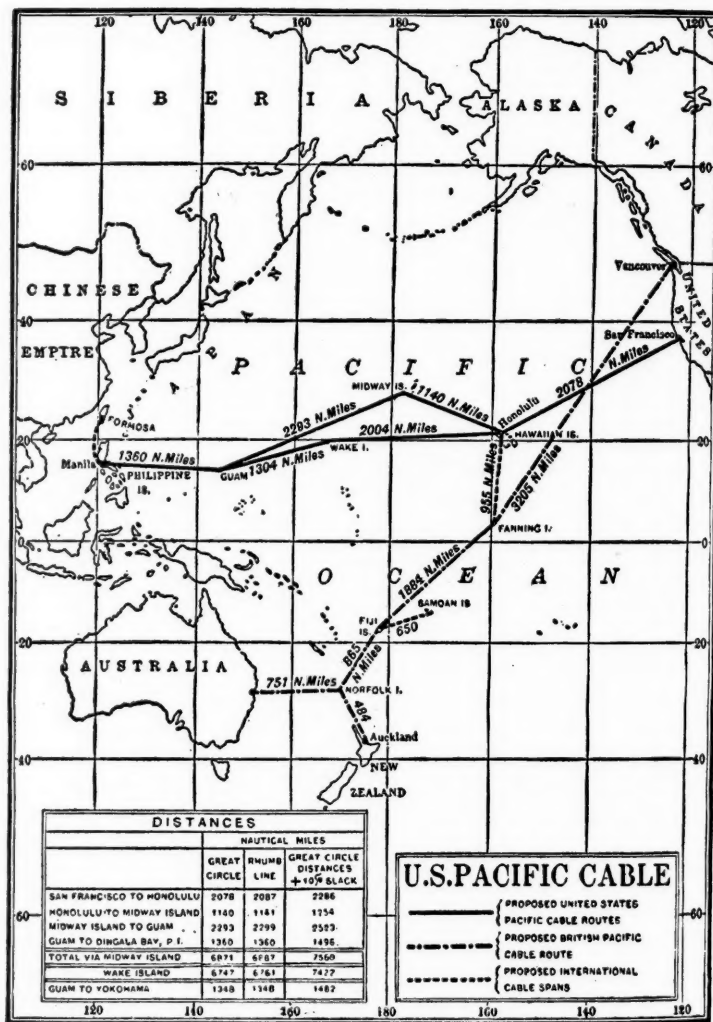 120 140 160 180 160 140 120
SIBERIA
ALASKA
CANADA
60 60
Vancouver
UNITED STATES
CHINESE
EMPIRE
JAPAN
40 40
San Francisco
PACIFIC
MIDWAY IS.
1140 N.Miles
2078 N.Miles
Honolulu
HAWAIIAN IS.
FORMOSA
2293 N.Miles
2004 N.Miles
20 20
WAKE I.
Manila
1360 N.Miles
GUAM
1304 N.Miles
PHILIPPINE
IS.
955 N.Miles
3205 N.Miles
FANNING I.
0 0
1884 N.Miles
OCEAN
SAMOAN IS
FIJI
IS.
650
20 20
AUSTRALIA
865 N.Miles
751 N.Miles
NORFOLK I.
484
Auckland
40 40
NEW
ZEALAND
DISTANCES
NAUTICAL MILES
GREAT CIRCLE RHUMB LINE GREAT CIRCLE DISTANCES +10% SLACK
SAN FRANCISCO TO HONOLULU 2078 2087 2286
HONOLULU TO MIDWAY ISLAND 1140 1141 1254
MIDWAY ISLAND TO GUAM 2293 2299 2523
GUAM TO DINGALA BAY, P.I. 1360 1360 1496
TOTAL VIA MIDWAY ISLAND 6871 6887
WAKE ISLAND 6747 6761 7422
GUAM TO YOKOHAMA 1348 1348 1482
60 60
U.S. PACIFIC CABLE
PROPOSED UNITED STATES
PACIFIC CABLE ROUTES
PROPOSED BRITISH PACIFIC
CABLE ROUTE
PROPOSED INTERNATIONAL
CABLE SPANS
120 140 160 180 160 140 120